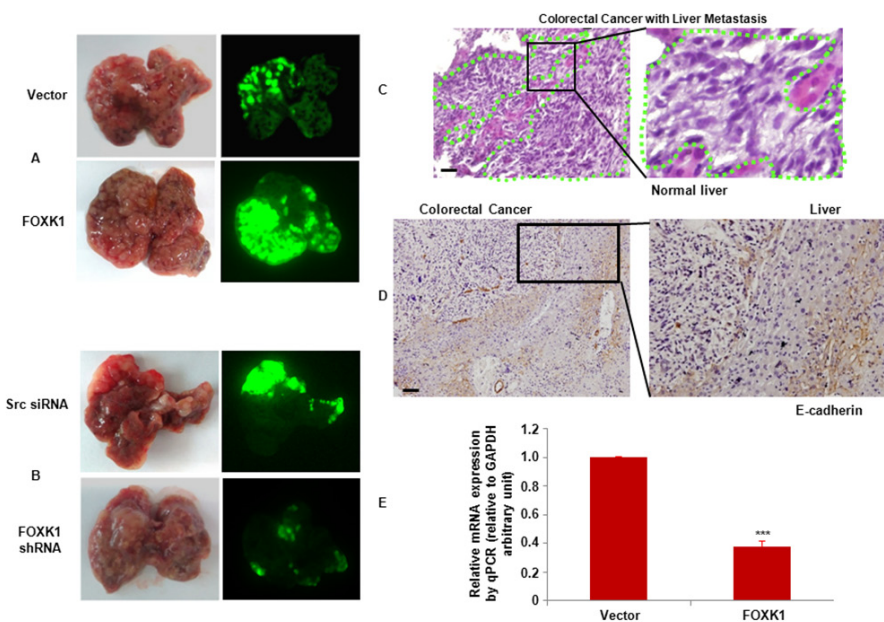 Vector
A
FOXK1
Src siRNA
B
FOXK1
shRNA
Colorectal Cancer with Liver Metastasis
C
Normal liver
Colorectal Cancer
Liver
D
E-cadherin
E
Relative mRNA expression
by qPCR (relative to GAPDH
arbitrary unit)
1.2
1.0
0.8
0.6
0.4
0.2
0
***
Vector
FOXK1